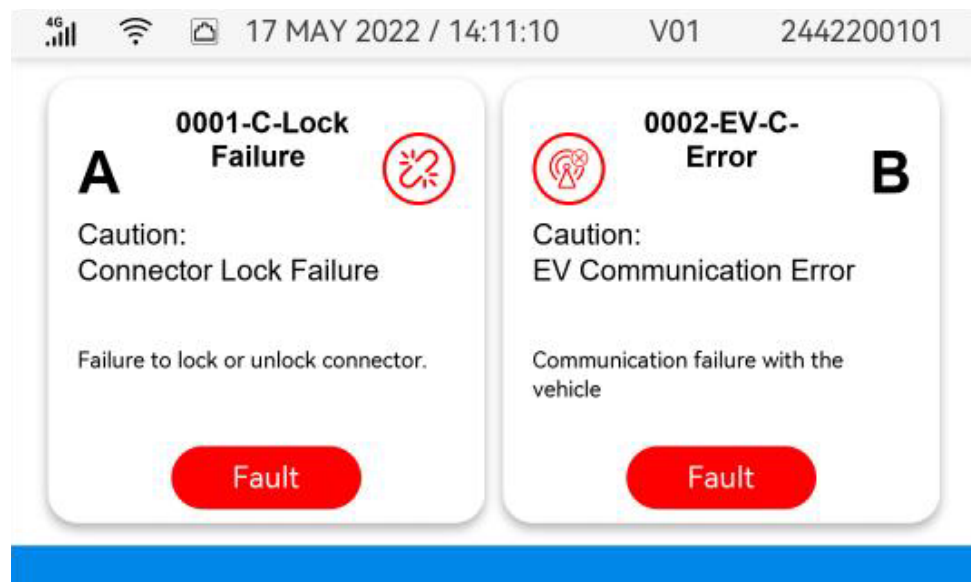 4G 17 MAY 2022 / 14:11:10 V01 2442200101
0001-C-Lock
Failure
A
Caution:
Connector Lock Failure
Failure to lock or unlock connector.
Fault
0002-EV-C-
Error
B
Caution:
EV Communication Error
Communication failure with the
vehicle
Fault